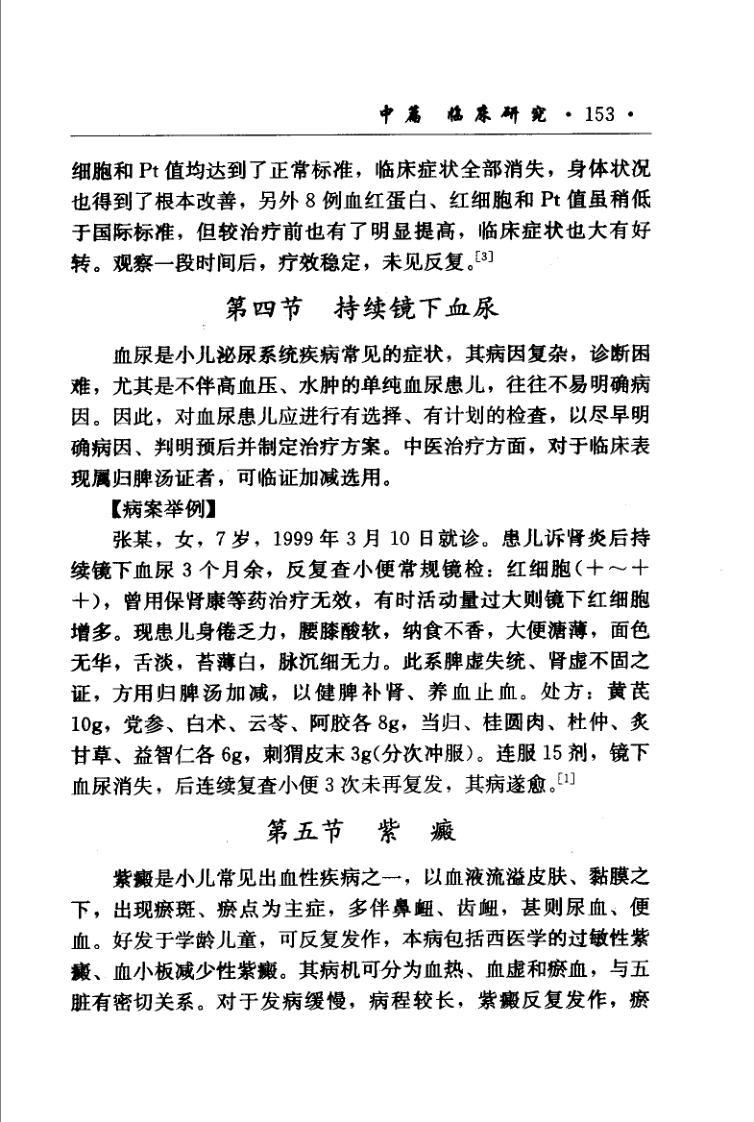 中篇 临床研究 · 153 ·
细胞和 Pt 值均达到了正常标准，临床症状全部消失，身体状况
也得到了根本改善，另外 8 例血红蛋白、红细胞和 Pt 值虽稍低
于国际标准，但较治疗前也有了明显提高，临床症状也大有好
转。观察一段时间后，疗效稳定，未见反复。[3]
第四节 持续镜下血尿
血尿是小儿泌尿系统疾病常见的症状，其病因复杂，诊断困
难，尤其是不伴高血压、水肿的单纯血尿患儿，往往不易明确病
因。因此，对血尿患儿应进行有选择、有计划的检查，以尽早明
确病因、判明预后并制定治疗方案。中医治疗方面，对于临床表
现属归脾汤证者，可临证加减选用。
【病案举例】
张某，女，7 岁，1999 年 3 月 10 日就诊。患儿诉肾炎后持
续镜下血尿 3 个月余，反复查小便常规镜检：红细胞(＋～＋
＋)，曾用保肾康等药治疗无效，有时活动量过大则镜下红细胞
增多。现患儿身倦乏力，腰膝酸软，纳食不香，大便溏薄，面色
无华，舌淡，苔薄白，脉沉细无力。此系脾虚失统、肾虚不固之
证，方用归脾汤加减，以健脾补肾、养血止血。处方：黄芪
10g，党参、白术、云苓、阿胶各 8g，当归、桂圆肉、杜仲、炙
甘草、益智仁各 6g，刺猬皮末 3g(分次冲服)。连服 15 剂，镜下
血尿消失，后连续复查小便 3 次未再复发，其病遂愈。[1]
第五节 紫 癜
紫癜是小儿常见出血性疾病之一，以血液流溢皮肤、黏膜之
下，出现瘀斑、瘀点为主症，多伴鼻衄、齿衄，甚则尿血、便
血。好发于学龄儿童，可反复发作，本病包括西医学的过敏性紫
癜、血小板减少性紫癜。其病机可分为血热、血虚和瘀血，与五
脏有密切关系。对于发病缓慢，病程较长，紫癜反复发作，瘀